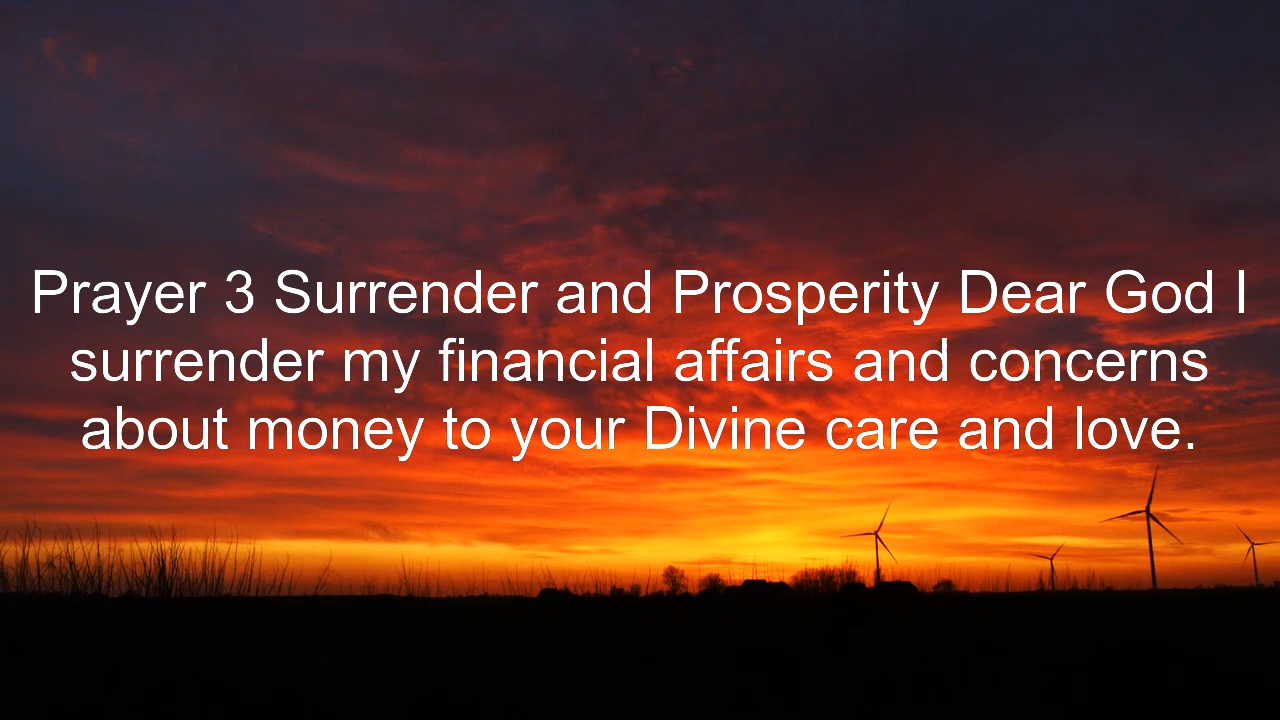 Prayer 3 Surrender and Prosperity Dear God I
surrender my financial affairs and concerns
about money to your Divine care and love.